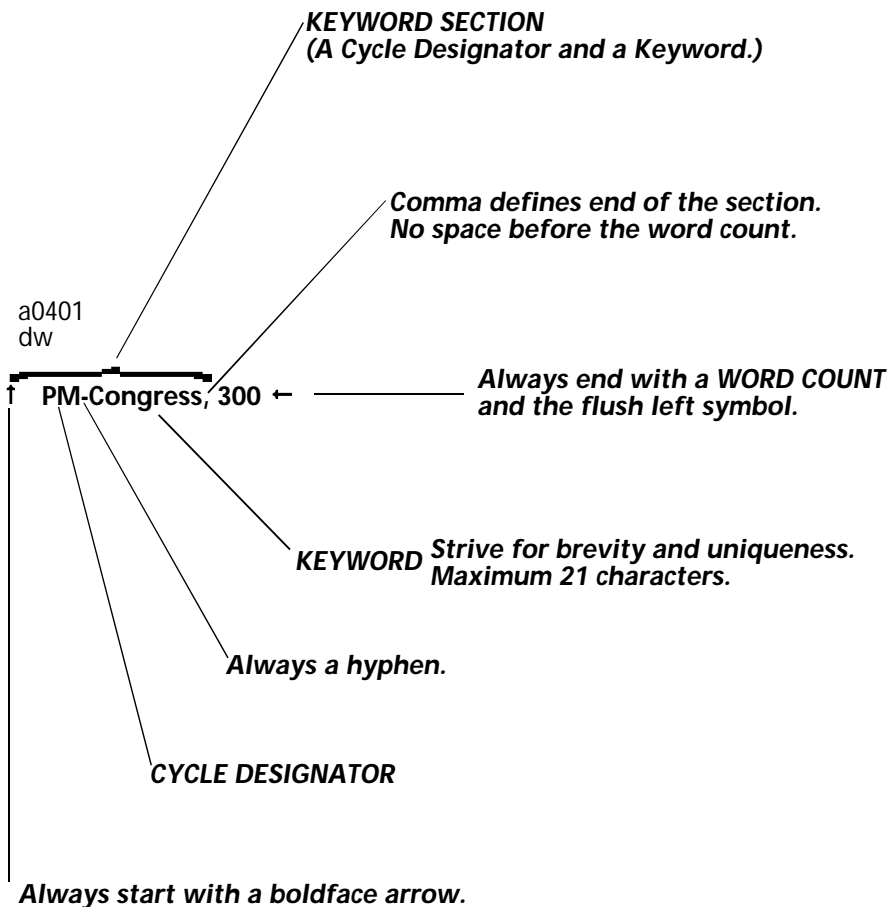 KEYWORD SECTION
(A Cycle Designator and a Keyword.)
Comma defines end of the section.
No space before the word count.
a0401
dw
↑ PM-Congress, 300 ←
Always end with a WORD COUNT
and the flush left symbol.
KEYWORD Strive for brevity and uniqueness.
Maximum 21 characters.
Always a hyphen.
CYCLE DESIGNATOR
Always start with a boldface arrow.